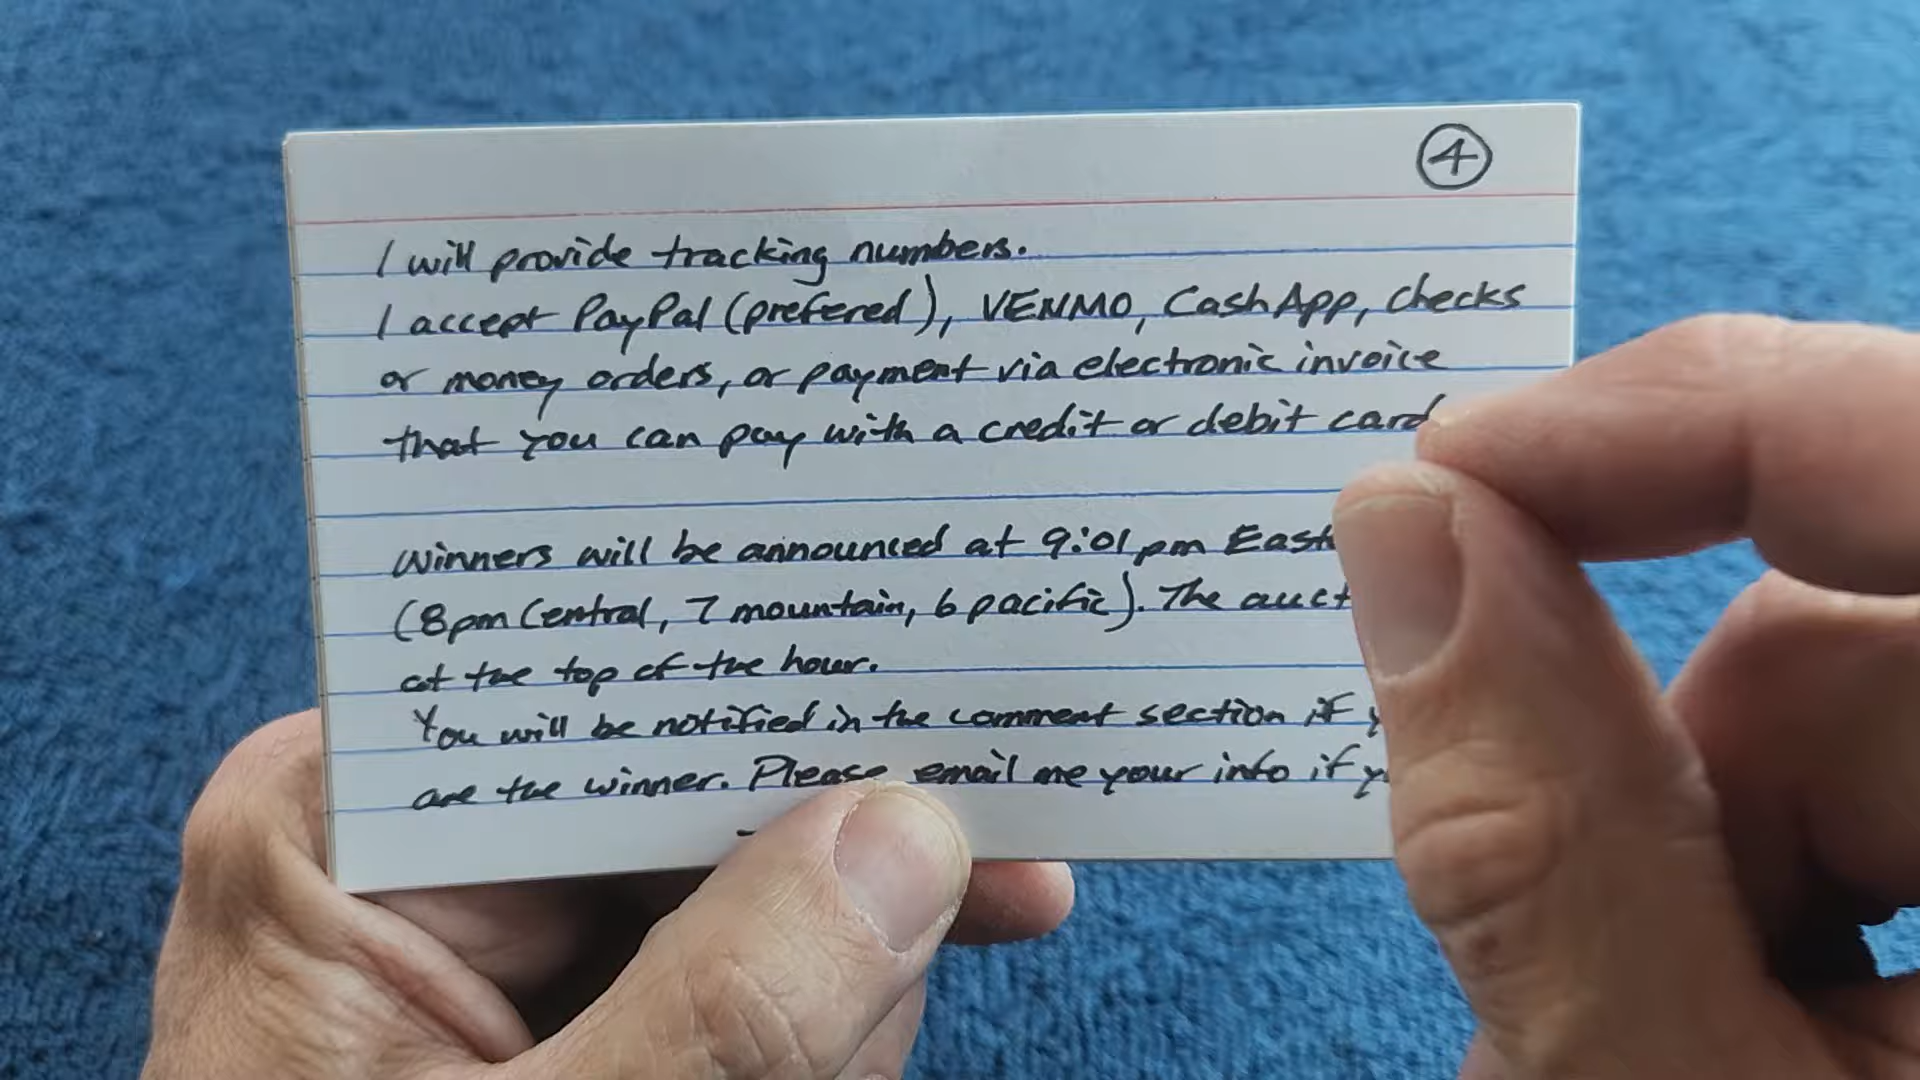 4
I will provide tracking numbers.
I accept PayPal (prefered), VENMO, CashApp, checks
or money orders, or payment via electronic invoice
that you can pay with a credit or debit card
Winners will be announced at 9:01 pm
(8pm Central, 7 mountain, 6 pacific). The
at the top of the hour.
You will be notified in the comment section if
are the winner. Please email me your info if